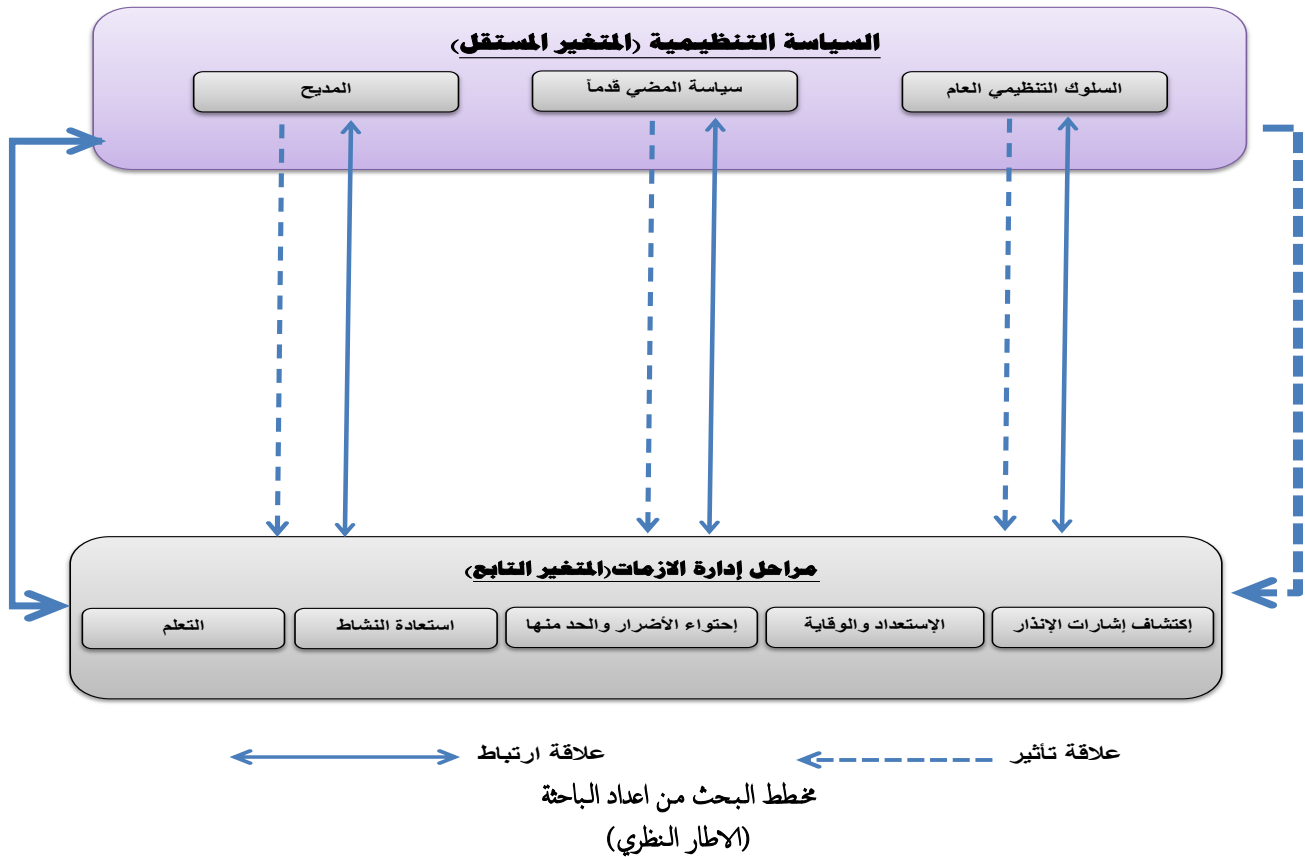 السياسة التنظيمية (المتغير المستقل)
السلوك التنظيمي العام
سياسة المضي قدماً
المديح
مراحل إدارة الازمات(المتغير التابع)
إكتشاف إشارات الإنذار
الإستعداد والوقاية
إحتواء الأضرار والحد منها
استعادة النشاط
التعلم
علاقة تأثير
علاقة ارتباط
مخطط البحث من اعداد الباحثة
(الاطار النظري)